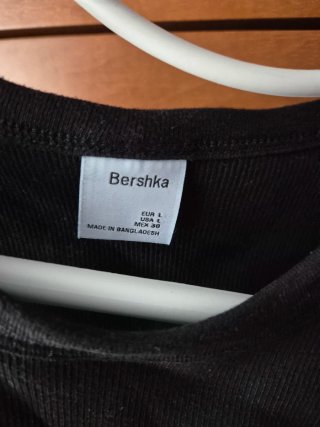 Bershka
EUR L
USA L
MEX 30
MADE IN BANGLADESH